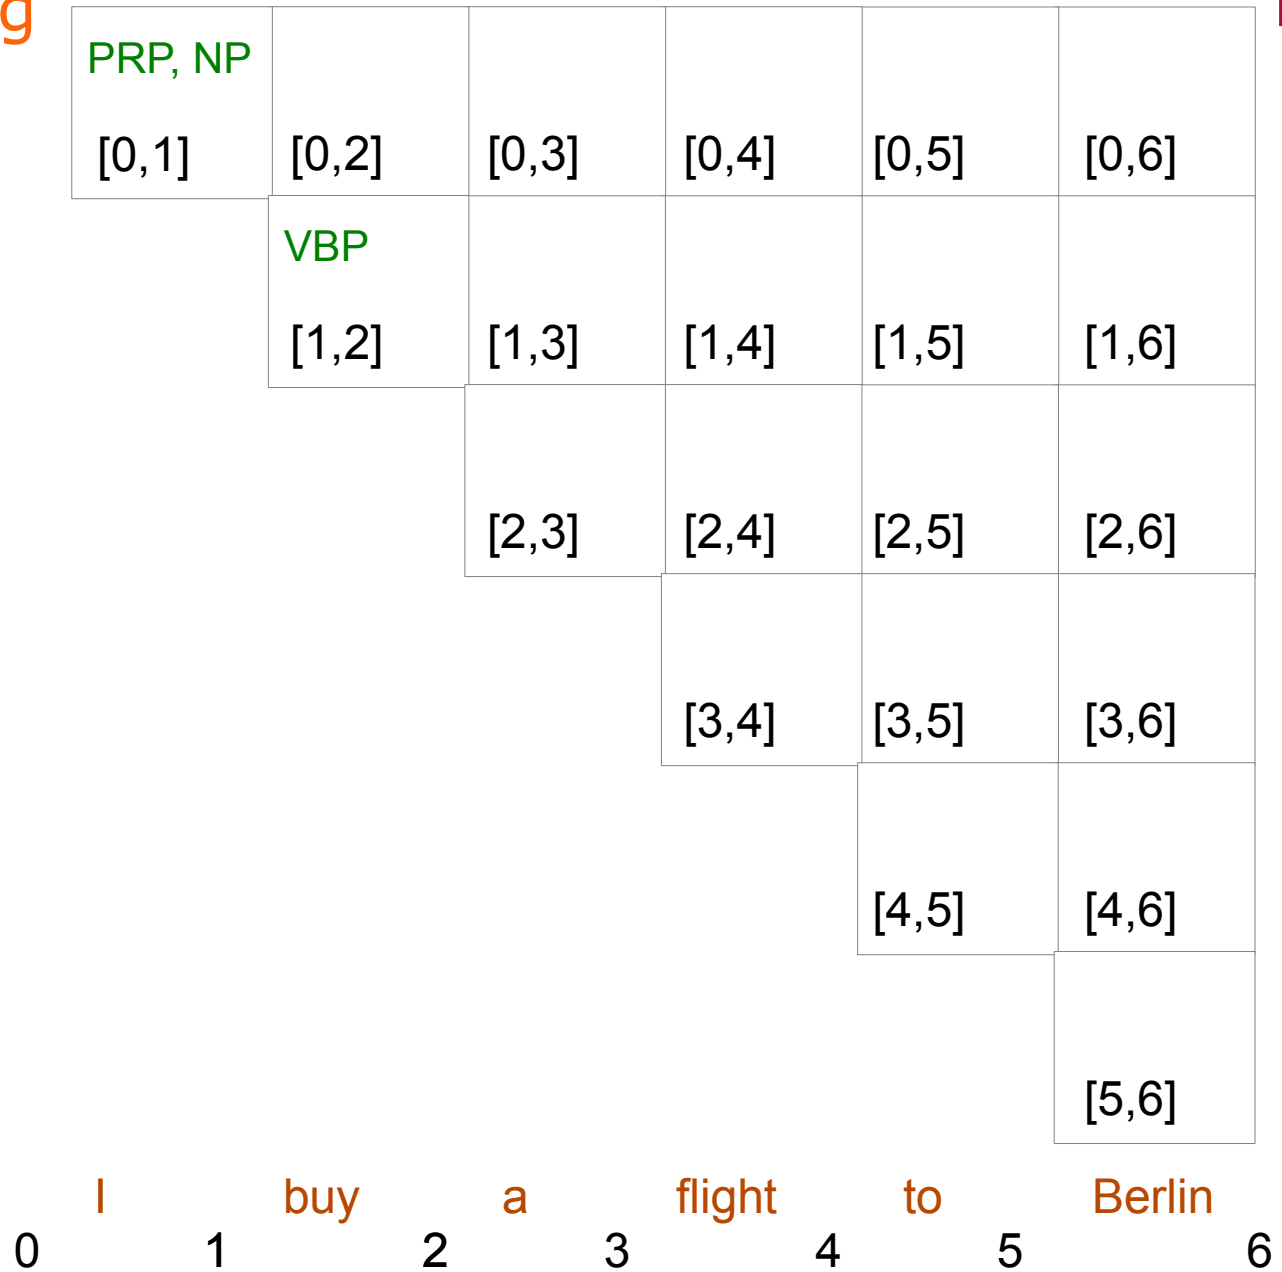 g
PRP, NP
[0,1] [0,2] [0,3] [0,4] [0,5] [0,6]
VBP
[1,2] [1,3] [1,4] [1,5] [1,6]
[2,3] [2,4] [2,5] [2,6]
[3,4] [3,5] [3,6]
[4,5] [4,6]
[5,6]
I buy a flight to Berlin
0 1 2 3 4 5 6